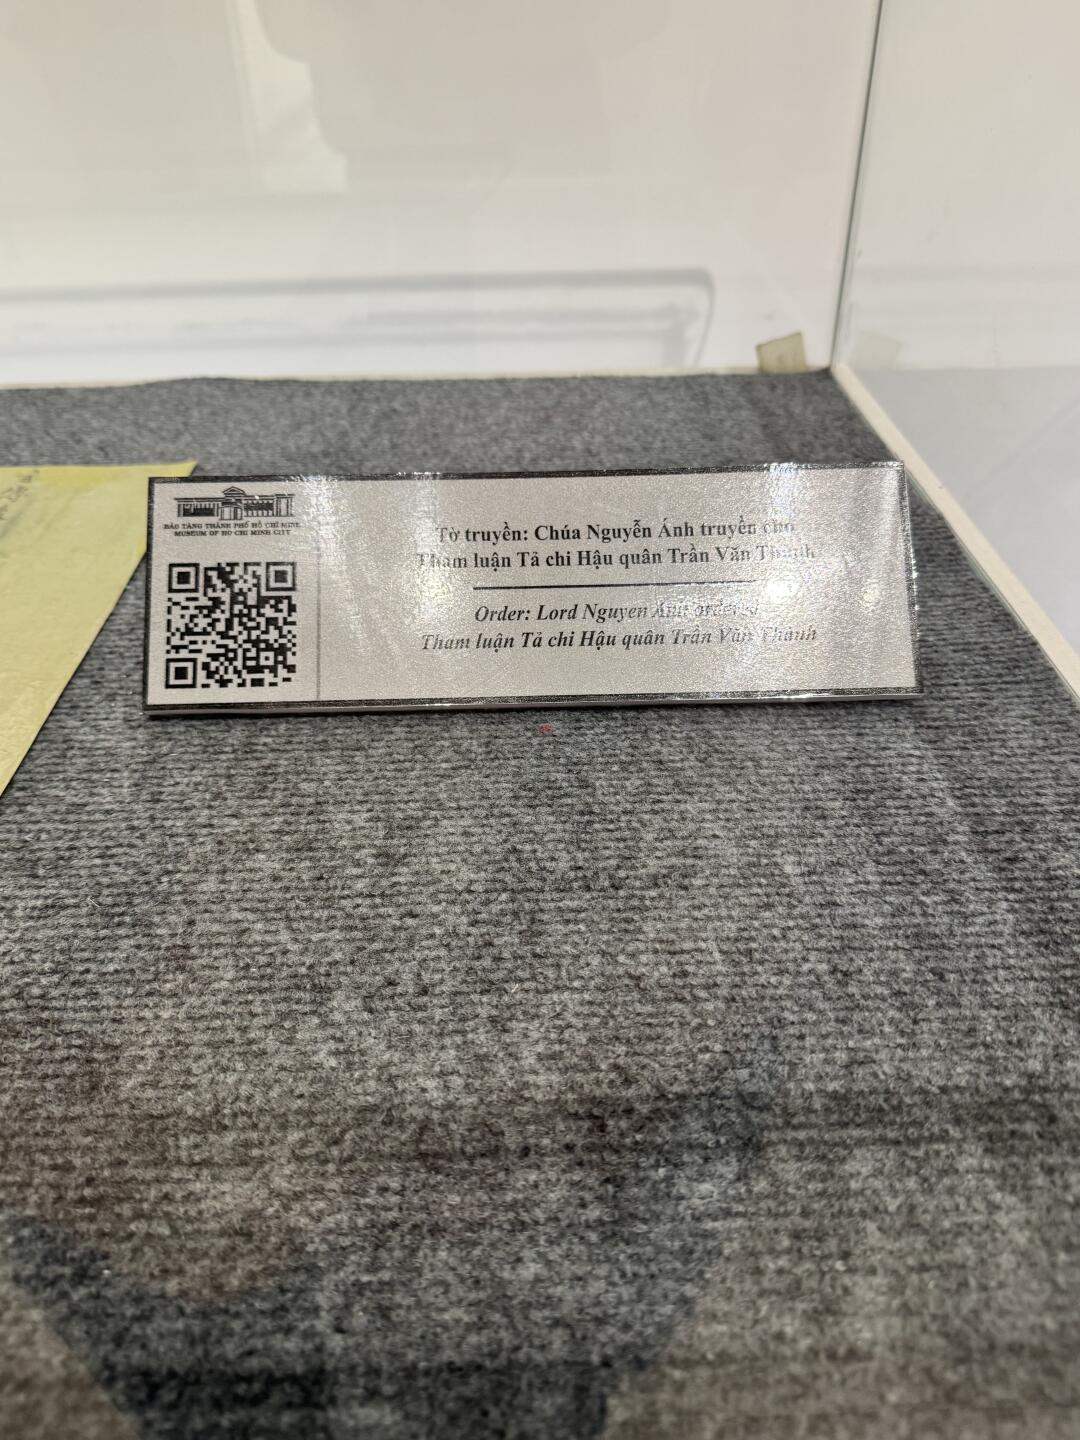 BẢO TÀNG THÀNH PHỐ HỒ CHÍ MINH
MUSEUM OF HO CHI MINH CITY
Tờ truyền: Chúa Nguyễn Ánh truyền cho
Tham luận Tả chi Hậu quân Trần Văn Thành
Order: Lord Nguyen Anh ordered
Tham luận Tả chi Hậu quân Trần Văn Thành